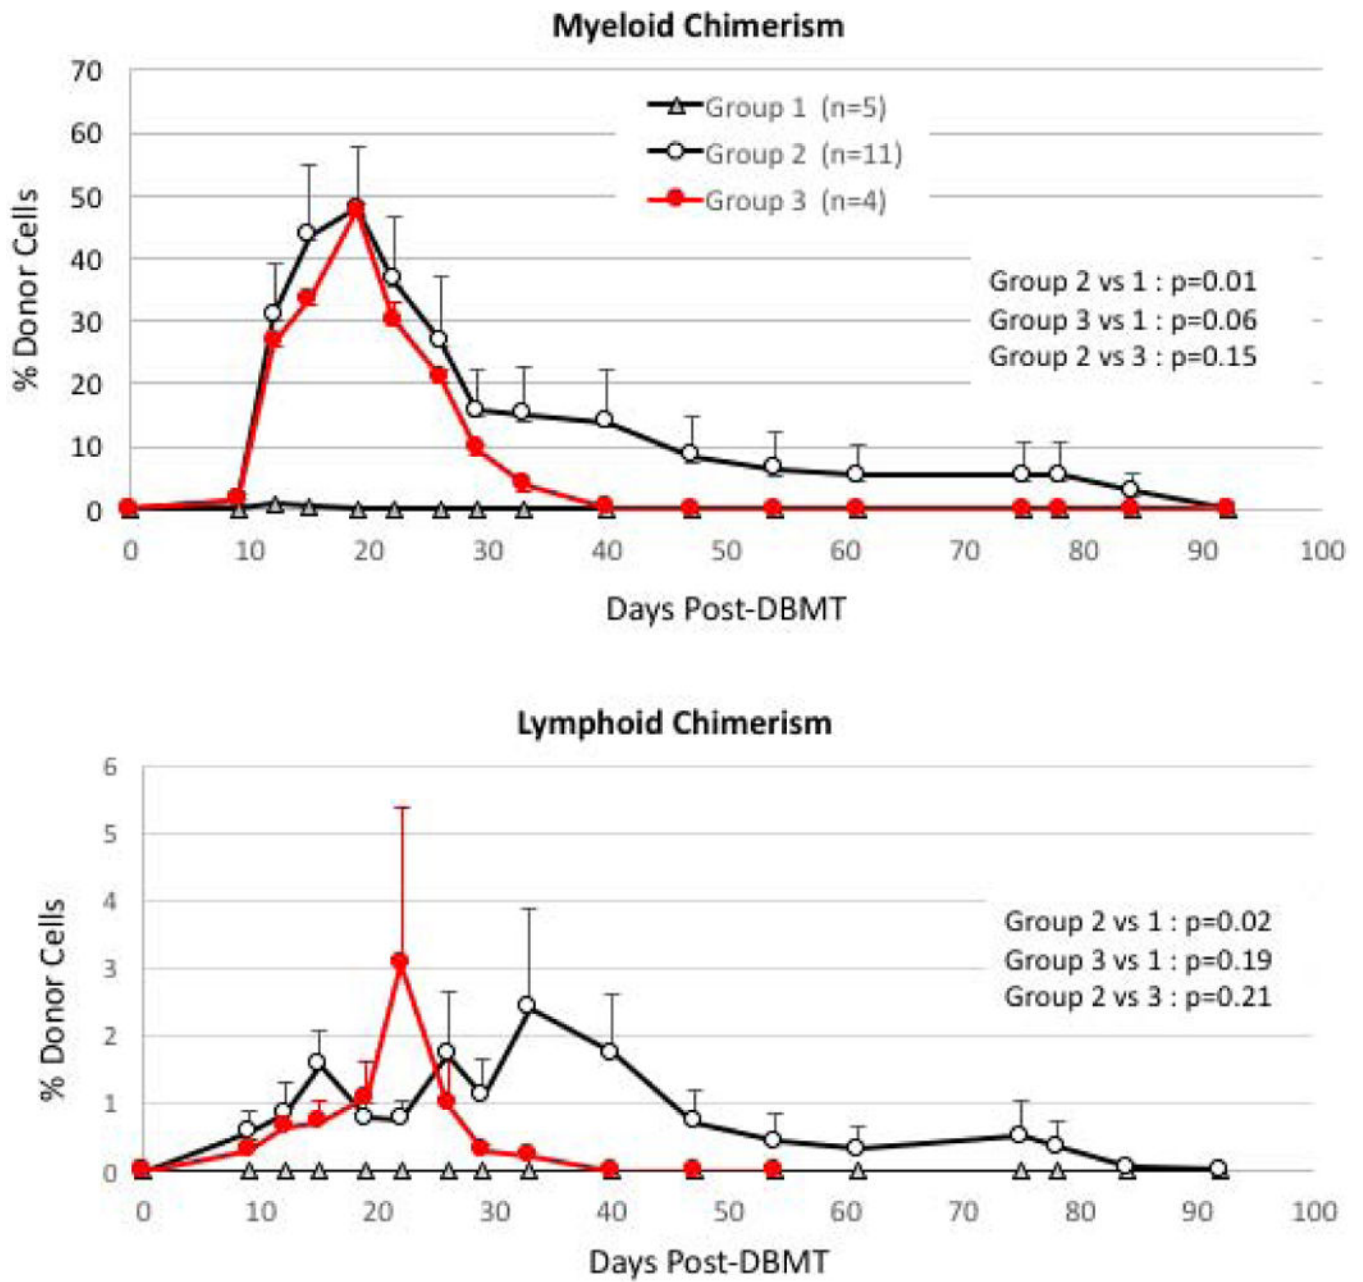 Myeloid Chimerism
70
60
50
40
30
20
10
0
% Donor Cells
Group 1 (n=5)
Group 2 (n=11)
Group 3 (n=4)
Group 2 vs 1 : p=0.01
Group 3 vs 1 : p=0.06
Group 2 vs 3 : p=0.15
0 10 20 30 40 50 60 70 80 90 100
Days Post-DBMT
Lymphoid Chimerism
6
5
4
3
2
1
0
% Donor Cells
Group 2 vs 1 : p=0.02
Group 3 vs 1 : p=0.19
Group 2 vs 3 : p=0.21
0 10 20 30 40 50 60 70 80 90 100
Days Post-DBMT